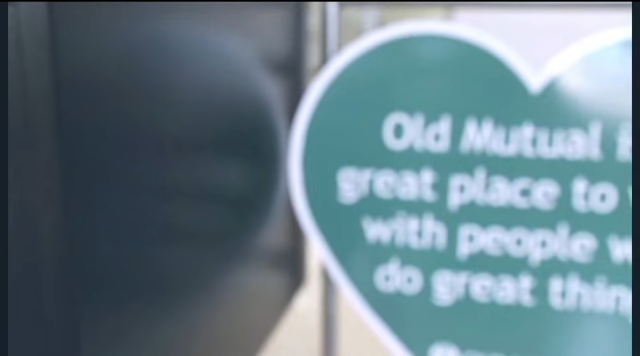 Old Mutual
great place to
with people
do great thin